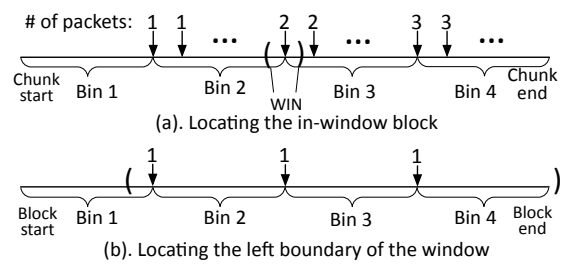 # of packets: 1 1 ... 2 2 ... 3 3 ...
( )
Chunk start Bin 1 Bin 2 WIN Bin 3 Bin 4 Chunk end
(a). Locating the in-window block
1 1 1
( )
Block start Bin 1 Bin 2 Bin 3 Bin 4 Block end
(b). Locating the left boundary of the window